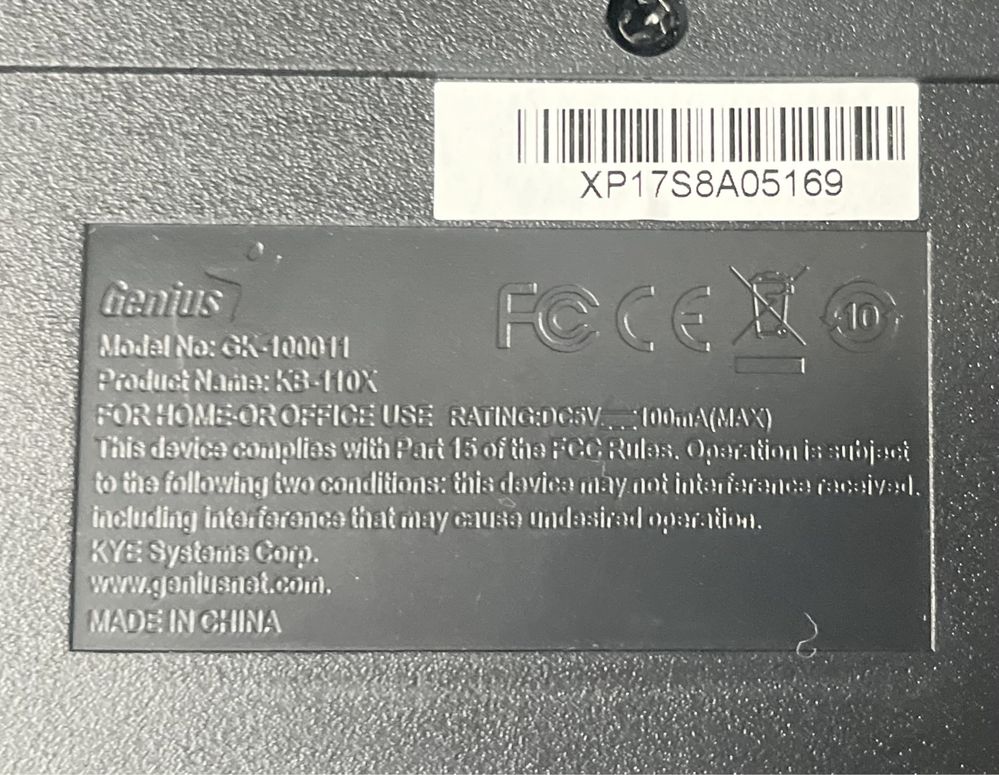 XP17S8A05169
Genius
FC CE 10
Model No: GK-100011
Product Name: KB-110X
FOR HOME OR OFFICE USE RATING:DC5V⎓100mA(MAX)
This device complies with Part 15 of the FCC Rules. Operation is subject
to the following two conditions: this device may not interference received.
including interference that may cause undesired operation.
KYE Systems Corp.
www.geniusnet.com.
MADE IN CHINA